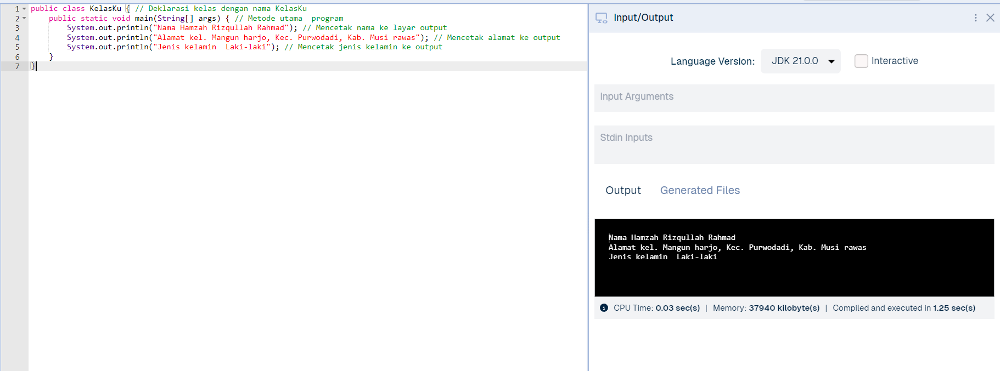 1 public class KelasKu { // Deklarasi kelas dengan nama KelasKu
2     public static void main(String[] args) { // Metode utama  program
3         System.out.println("Nama Hamzah Rizqullah Rahmad"); // Mencetak nama ke layar output
4         System.out.println("Alamat kel. Mangun harjo, Kec. Purwodadi, Kab. Musi rawas"); // Mencetak alamat ke output
5         System.out.println("Jenis kelamin  Laki-laki"); // Mencetak jenis kelamin ke output
6     }
7 }
Input/Output
Language Version: JDK 21.0.0 Interactive
Input Arguments
Stdin Inputs
Output Generated Files
Nama Hamzah Rizqullah Rahmad
Alamat kel. Mangun harjo, Kec. Purwodadi, Kab. Musi rawas
Jenis kelamin  Laki-laki
CPU Time: 0.03 sec(s) | Memory: 37940 kilobyte(s) | Compiled and executed in 1.25 sec(s)